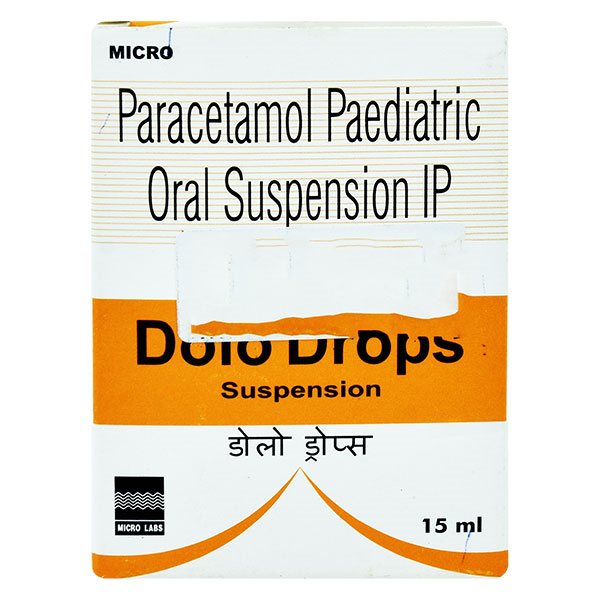 MICRO
Paracetamol Paediatric
Oral Suspension IP
Dolo Drops
Suspension
डोलो ड्रोप्स
MICRO LABS
15 ml